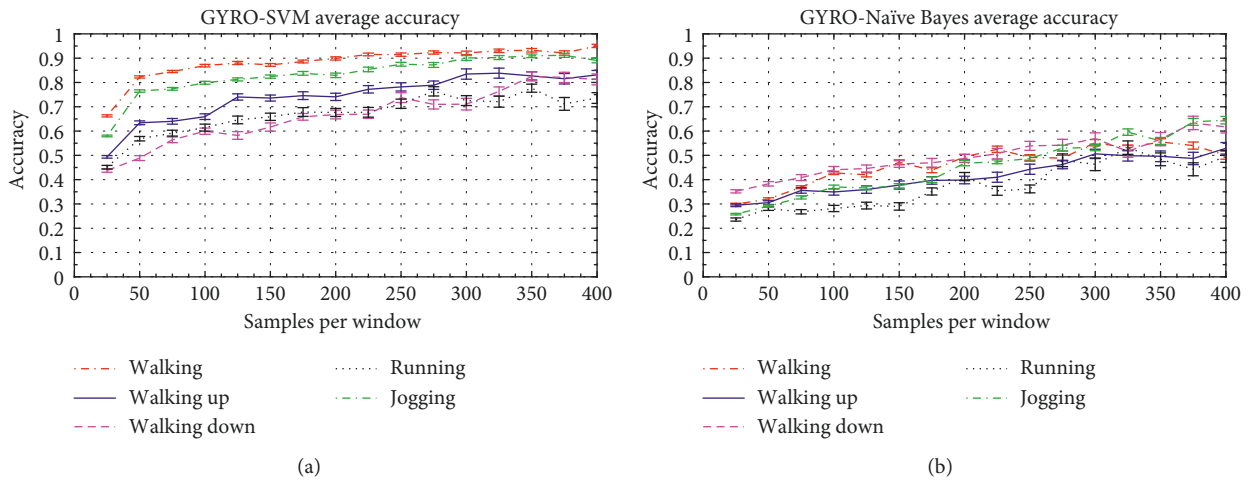 GYRO-SVM average accuracy
1
0.9
0.8
0.7
0.6
0.5
0.4
0.3
0.2
0.1
0
Accuracy
0 50 100 150 200 250 300 350 400
Samples per window
Walking
Walking up
Walking down
Running
Jogging
(a)
GYRO-Naïve Bayes average accuracy
1
0.9
0.8
0.7
0.6
0.5
0.4
0.3
0.2
0.1
0
Accuracy
0 50 100 150 200 250 300 350 400
Samples per window
Walking
Walking up
Walking down
Running
Jogging
(b)